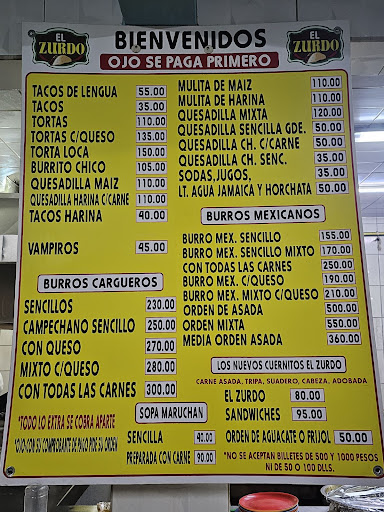 EL ZURDO
BIENVENIDOS
EL ZURDO
OJO SE PAGA PRIMERO
TACOS DE LENGUA 55.00
TACOS 35.00
TORTAS 110.00
TORTAS C/QUESO 135.00
TORTA LOCA 150.00
BURRITO CHICO 105.00
QUESADILLA MAIZ 110.00
QUESADILLA HARINA C/CARNE 110.00
TACOS HARINA 40.00
VAMPIROS 45.00
BURROS CARGUEROS
SENCILLOS 230.00
CAMPECHANO SENCILLO 250.00
CON QUESO 270.00
MIXTO C/QUESO 280.00
CON TODAS LAS CARNES 300.00
*TODO LO EXTRA SE COBRA APARTE
SOLO CON SU COMPROBANTE DE PAGO PIDE SU ORDEN
SOPA MARUCHAN
SENCILLA 40.00
PREPARADA CON CARNE 90.00
MULITA DE MAIZ 110.00
MULITA DE HARINA 110.00
QUESADILLA MIXTA 120.00
QUESADILLA SENCILLA GDE. 50.00
QUESADILLA CH. C/CARNE 50.00
QUESADILLA CH. SENC. 35.00
SODAS, JUGOS, 35.00
LT. AGUA JAMAICA Y HORCHATA 50.00
BURROS MEXICANOS
BURRO MEX. SENCILLO 155.00
BURRO MEX. SENCILLO MIXTO 170.00
CON TODAS LAS CARNES 250.00
BURRO MEX. C/QUESO 190.00
BURRO MEX. MIXTO C/QUESO 210.00
ORDEN DE ASADA 500.00
ORDEN MIXTA 550.00
MEDIA ORDEN ASADA 360.00
LOS NUEVOS CUERNITOS EL ZURDO
CARNE ASADA, TRIPA, SUADERO, CABEZA, ADOBADA
EL ZURDO 80.00
SANDWICHES 95.00
ORDEN DE AGUACATE O FRIJOL 50.00
*NO SE ACEPTAN BILLETES DE 500 Y 1000 PESOS
NI DE 50 O 100 DLLS.